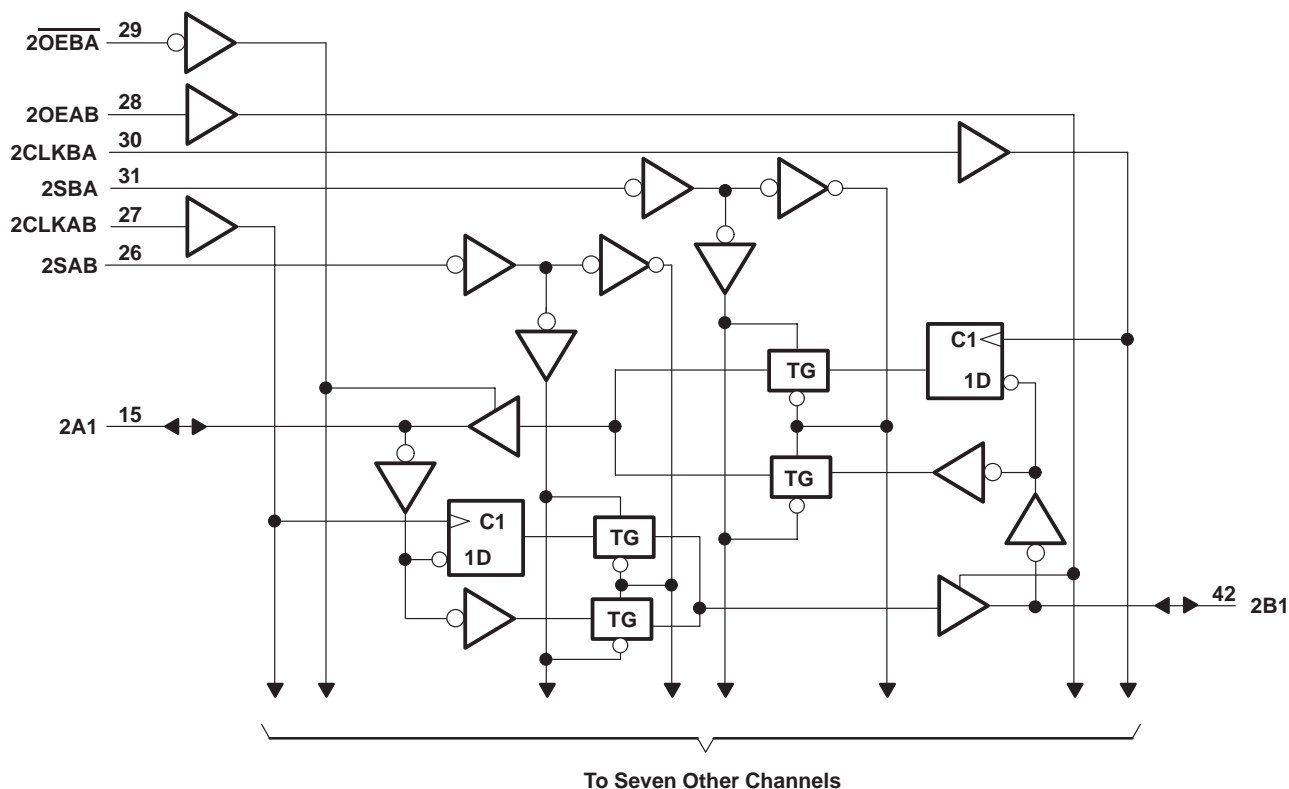 2OEBA 29
2OEAB 28
2CLKBA 30
2SBA 31
2CLKAB 27
2SAB 26
C1
1D
TG
2A1 15
TG
C1
1D
TG
TG
42 2B1
To Seven Other Channels